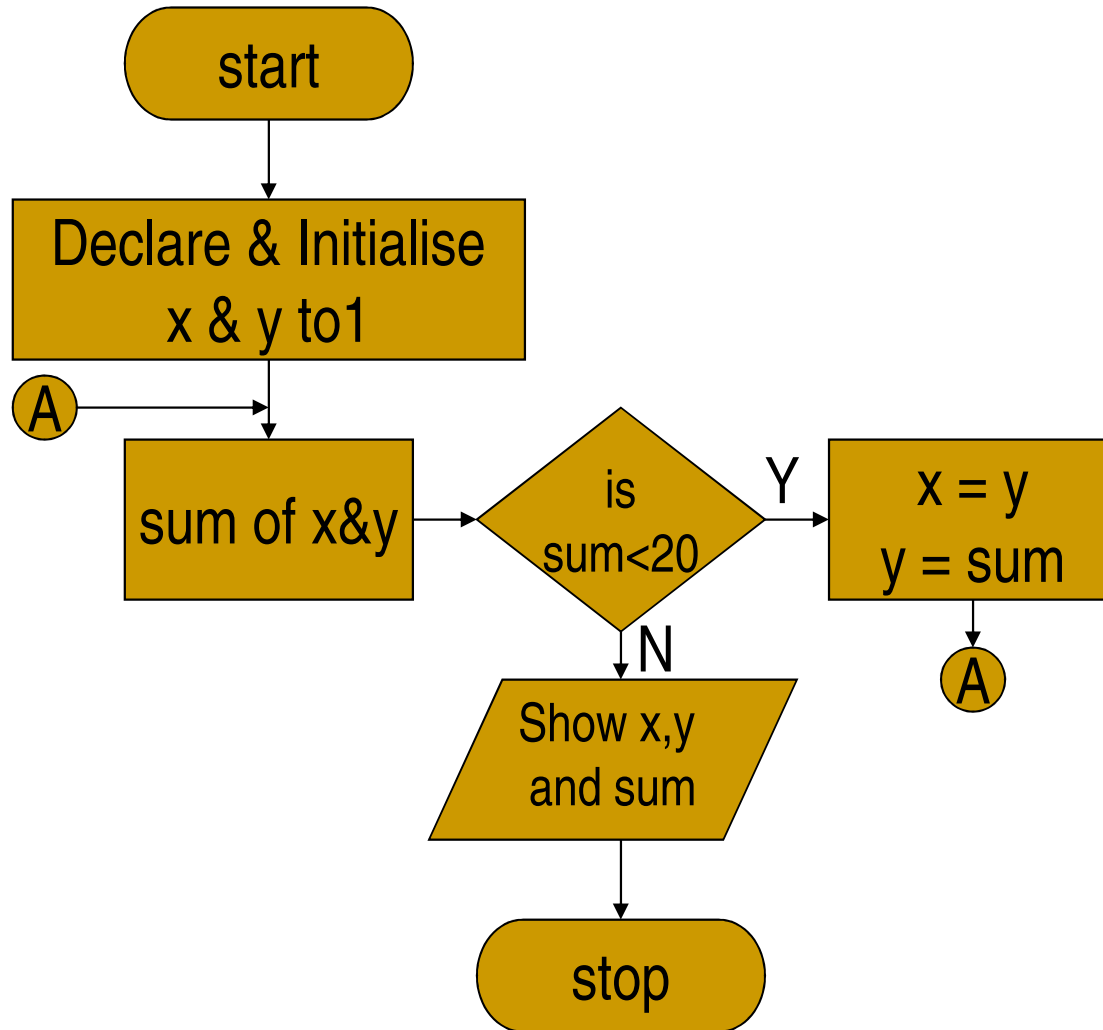 start
Declare & Initialise
x & y to1
A
sum of x&y
is
sum<20
Y
x = y
y = sum
A
N
Show x,y
and sum
stop